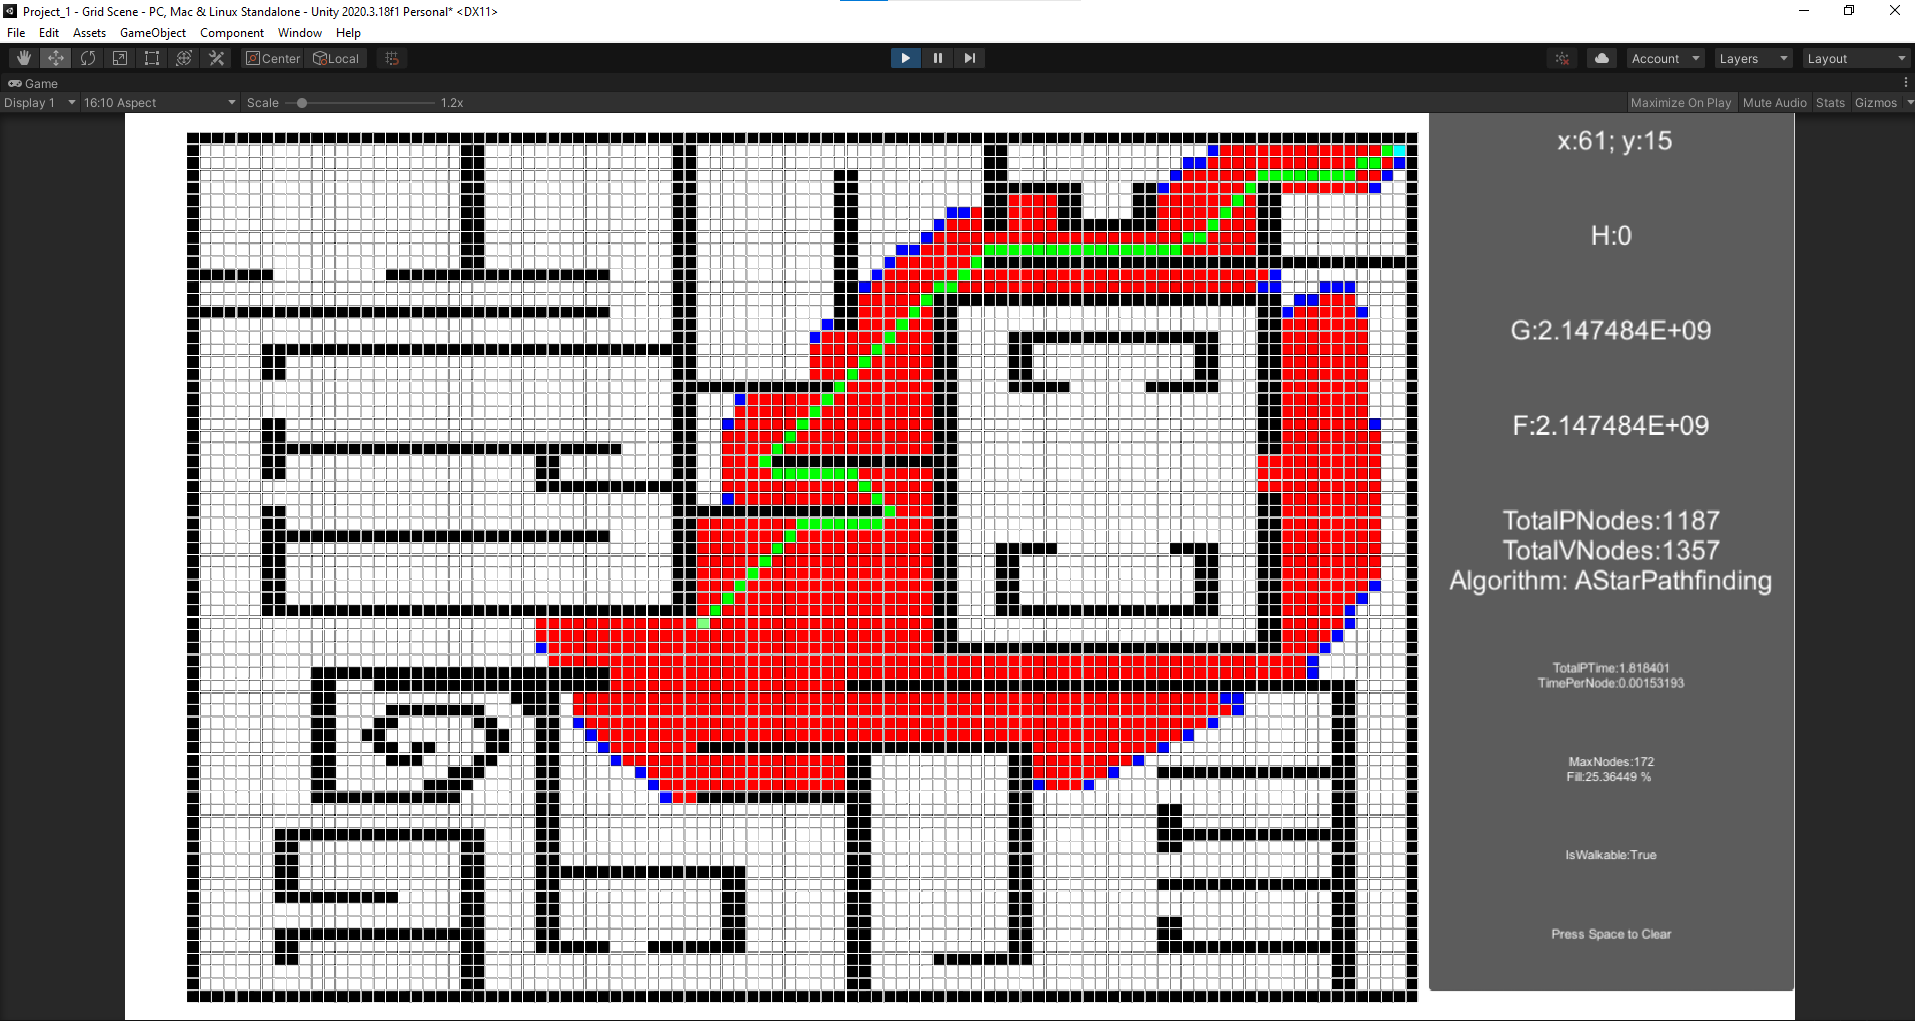 Project_1 - Grid Scene - PC, Mac & Linux Standalone - Unity 2020.3.18f1 Personal* <DX11>
File Edit Assets GameObject Component Window Help
Center Local Account Layers Layout
Game
Display 1 16:10 Aspect Scale 1.2x Maximize On Play Mute Audio Stats Gizmos
x:61; y:15
H:0
G:2.147484E+09
F:2.147484E+09
TotalPNodes:1187
TotalVNodes:1357
Algorithm: AStarPathfinding
TotalPTime:1.818401
TimePerNode:0.00153193
MaxNodes:172
Fill:25.36449 %
IsWalkable:True
Press Space to Clear